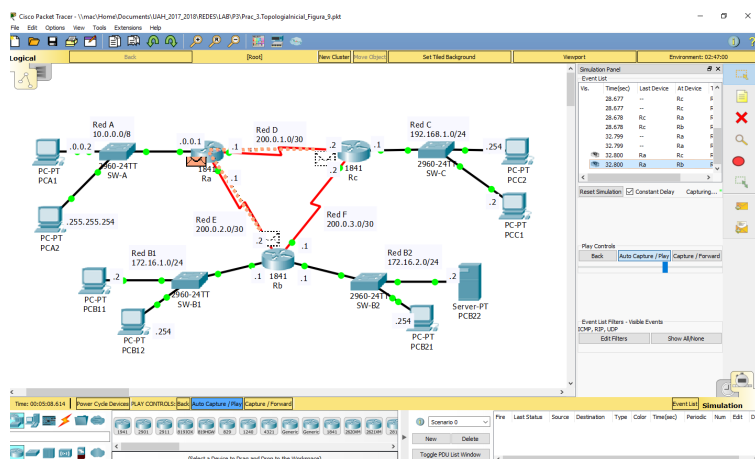 Cisco Packet Tracer - \\mac\Home\Documents\UAH_2017_2018\REDES\LAB\P3\Prac_3.TopologiaInicial_Figura_9.pkt
File Edit Options View Tools Extensions Help
Logical Back [Root] New Cluster Move Object Set Tiled Background Viewport Environment: 02:47:00
Simulation Panel
Event List
Vis. Time(sec) Last Device At Device
28.677 -- Rc
28.677 -- Rc
28.678 Rc Ra
28.678 Rc Rb
32.799 -- Ra
32.799 -- Ra
32.800 Ra Rc
32.800 Ra Rb
Reset Simulation Constant Delay Capturing...
Play Controls
Back Auto Capture / Play Capture / Forward
Event List Filters - Visible Events
ICMP, RIP, UDP
Edit Filters Show All/None
Red A
10.0.0.0/8
.0.0.2
.0.0.1
PC-PT
PCA1
2960-24TT
SW-A
1841
Ra
.1
.1
.255.255.254
PC-PT
PCA2
Red D
200.0.1.0/30
.2
.2
.1
1841
Rc
Red C
192.168.1.0/24
.254
2960-24TT
SW-C
PC-PT
PCC2
.2
PC-PT
PCC1
Red E
200.0.2.0/30
.2
Red F
200.0.3.0/30
.1
1841
Rb
.1
.1
Red B1
172.16.1.0/24
.2
PC-PT
PCB11
2960-24TT
SW-B1
.254
PC-PT
PCB12
Red B2
172.16.2.0/24
.2
2960-24TT
SW-B2
Server-PT
PCB22
.254
PC-PT
PCB21
Time: 00:05:08.614 Power Cycle Devices PLAY CONTROLS: Back Auto Capture / Play Capture / Forward Event List Simulation
1941 2901 2911 819IOX 819HGW 829 1240 4321 Generic Generic 1841 2620XM 2621XM
(Select a Device to Drag and Drop to the Workspace)
Scenario 0
New Delete
Toggle PDU List Window
Fire Last Status Source Destination Type Color Time(sec) Periodic Num Edit